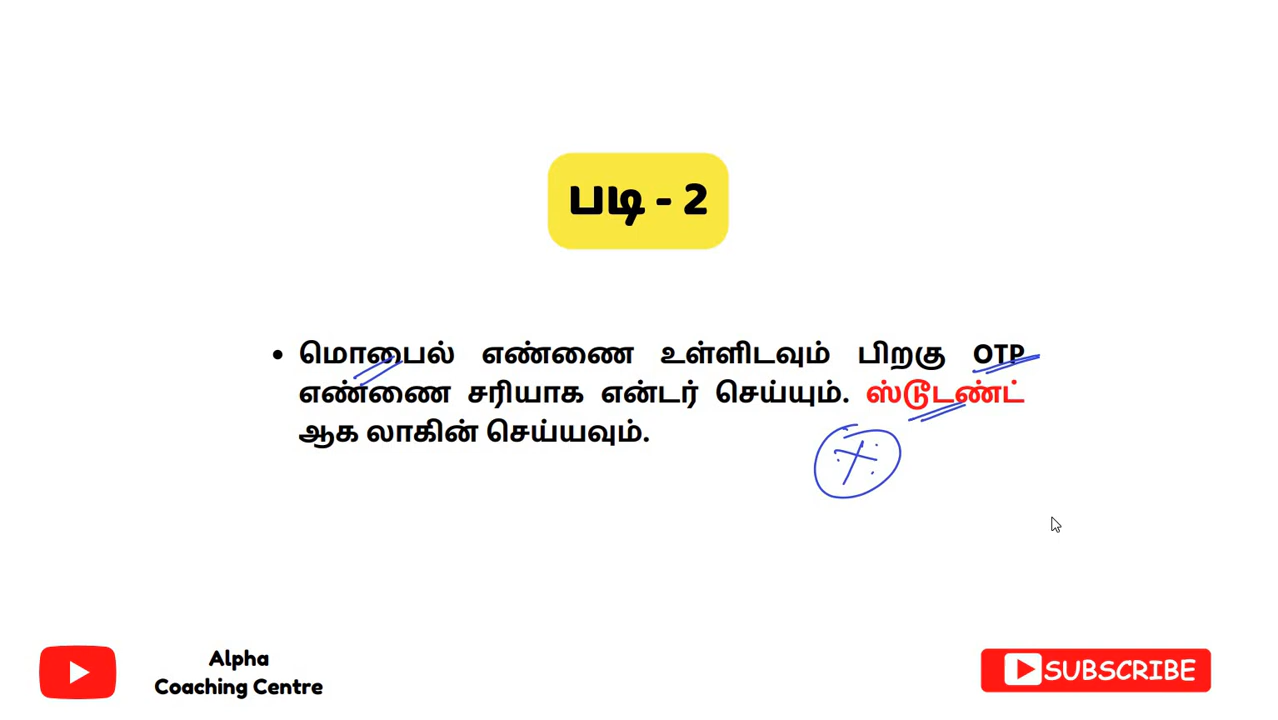 படி - 2
• மொபைல் எண்ணை உள்ளிடவும் பிறகு OTP
எண்ணை சரியாக என்டர் செய்யும். ஸ்டூடண்ட்
ஆக லாகின் செய்யவும்.
Alpha
Coaching Centre
SUBSCRIBE